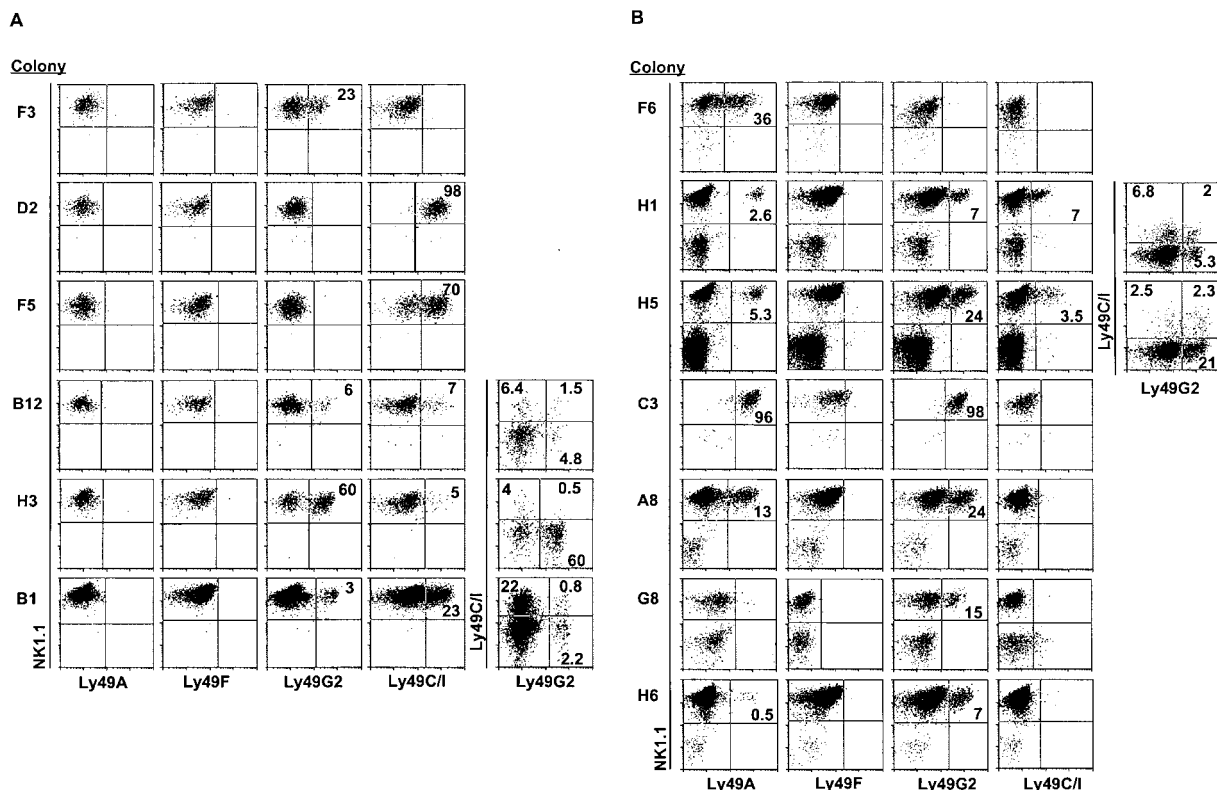 A
Colony
F3
23
D2
98
F5
70
B12
6
7
6.4
1.5
4.8
H3
60
5
4
0.5
60
B1
3
23
22
0.8
2.2
NK1.1
Ly49C/I
Ly49A
Ly49F
Ly49G2
Ly49C/I
Ly49G2
B
Colony
F6
36
H1
2.6
7
7
6.8
2
5.3
H5
5.3
24
3.5
2.5
2.3
21
Ly49C/I
Ly49G2
C3
96
98
A8
13
24
G8
15
H6
0.5
7
NK1.1
Ly49A
Ly49F
Ly49G2
Ly49C/I